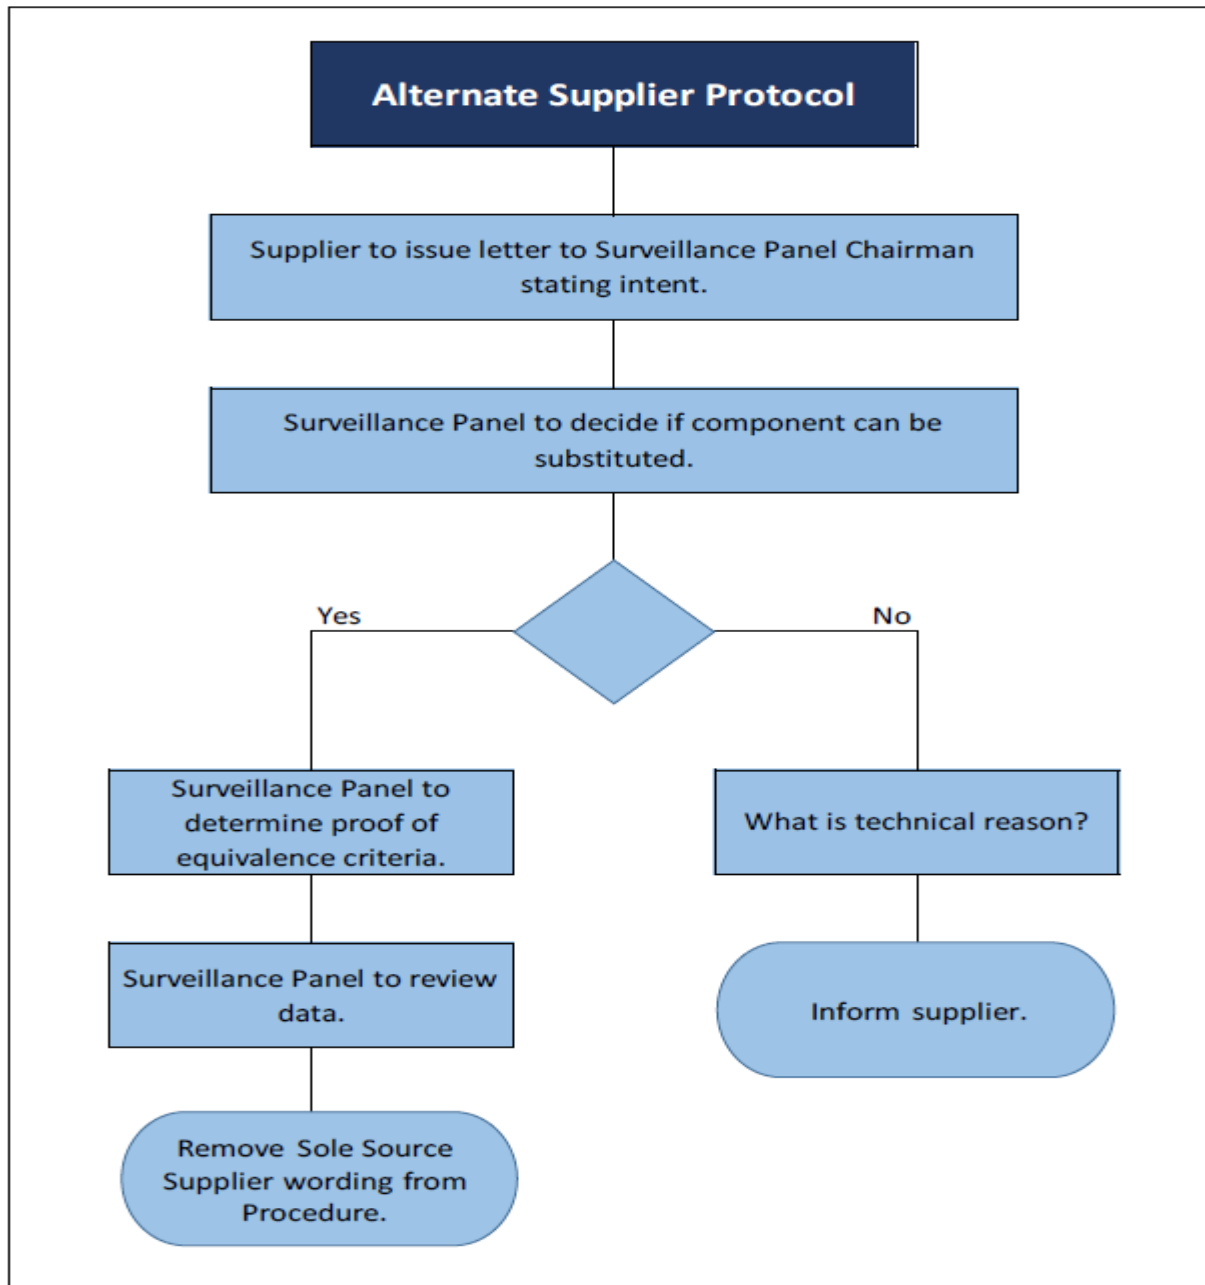 Alternate Supplier Protocol
Supplier to issue letter to Surveillance Panel Chairman
stating intent.
Surveillance Panel to decide if component can be
substituted.
Yes
No
Surveillance Panel to
determine proof of
equivalence criteria.
What is technical reason?
Surveillance Panel to review
data.
Inform supplier.
Remove Sole Source
Supplier wording from
Procedure.